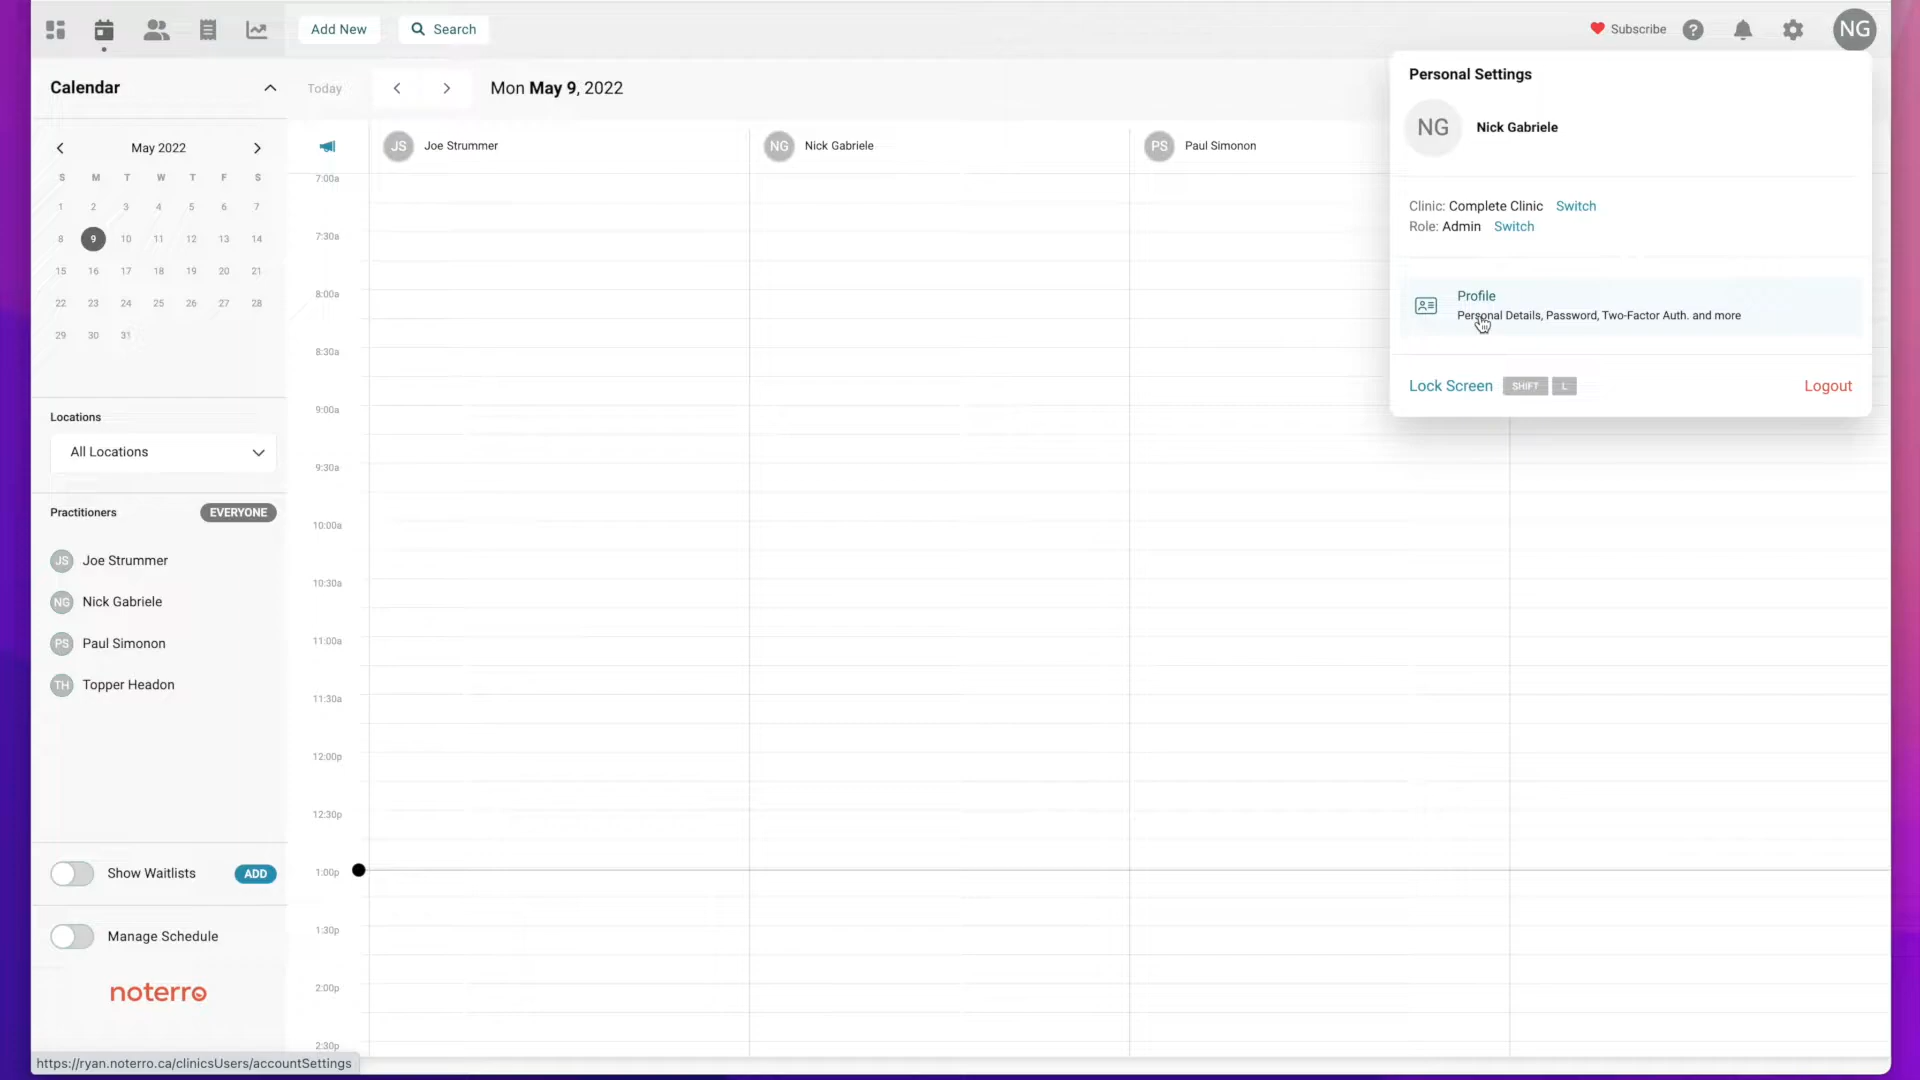 Add New
Search
Subscribe
?
NG
Calendar
Today
Mon May 9, 2022
May 2022
S M T W T F S
1 2 3 4 5 6 7
8 9 10 11 12 13 14
15 16 17 18 19 20 21
22 23 24 25 26 27 28
29 30 31
Locations
All Locations
Practitioners
EVERYONE
JS Joe Strummer
NG Nick Gabriele
PS Paul Simonon
TH Topper Headon
Show Waitlists
ADD
Manage Schedule
noterro
https://ryan.noterro.ca/clinicsUsers/accountSettings
JS Joe Strummer
NG Nick Gabriele
PS Paul Simonon
7:00a
7:30a
8:00a
8:30a
9:00a
9:30a
10:00a
10:30a
11:00a
11:30a
12:00p
12:30p
1:00p
1:30p
2:00p
2:30p
Personal Settings
NG Nick Gabriele
Clinic: Complete Clinic Switch
Role: Admin Switch
Profile
Personal Details, Password, Two-Factor Auth. and more
Lock Screen SHIFT L
Logout